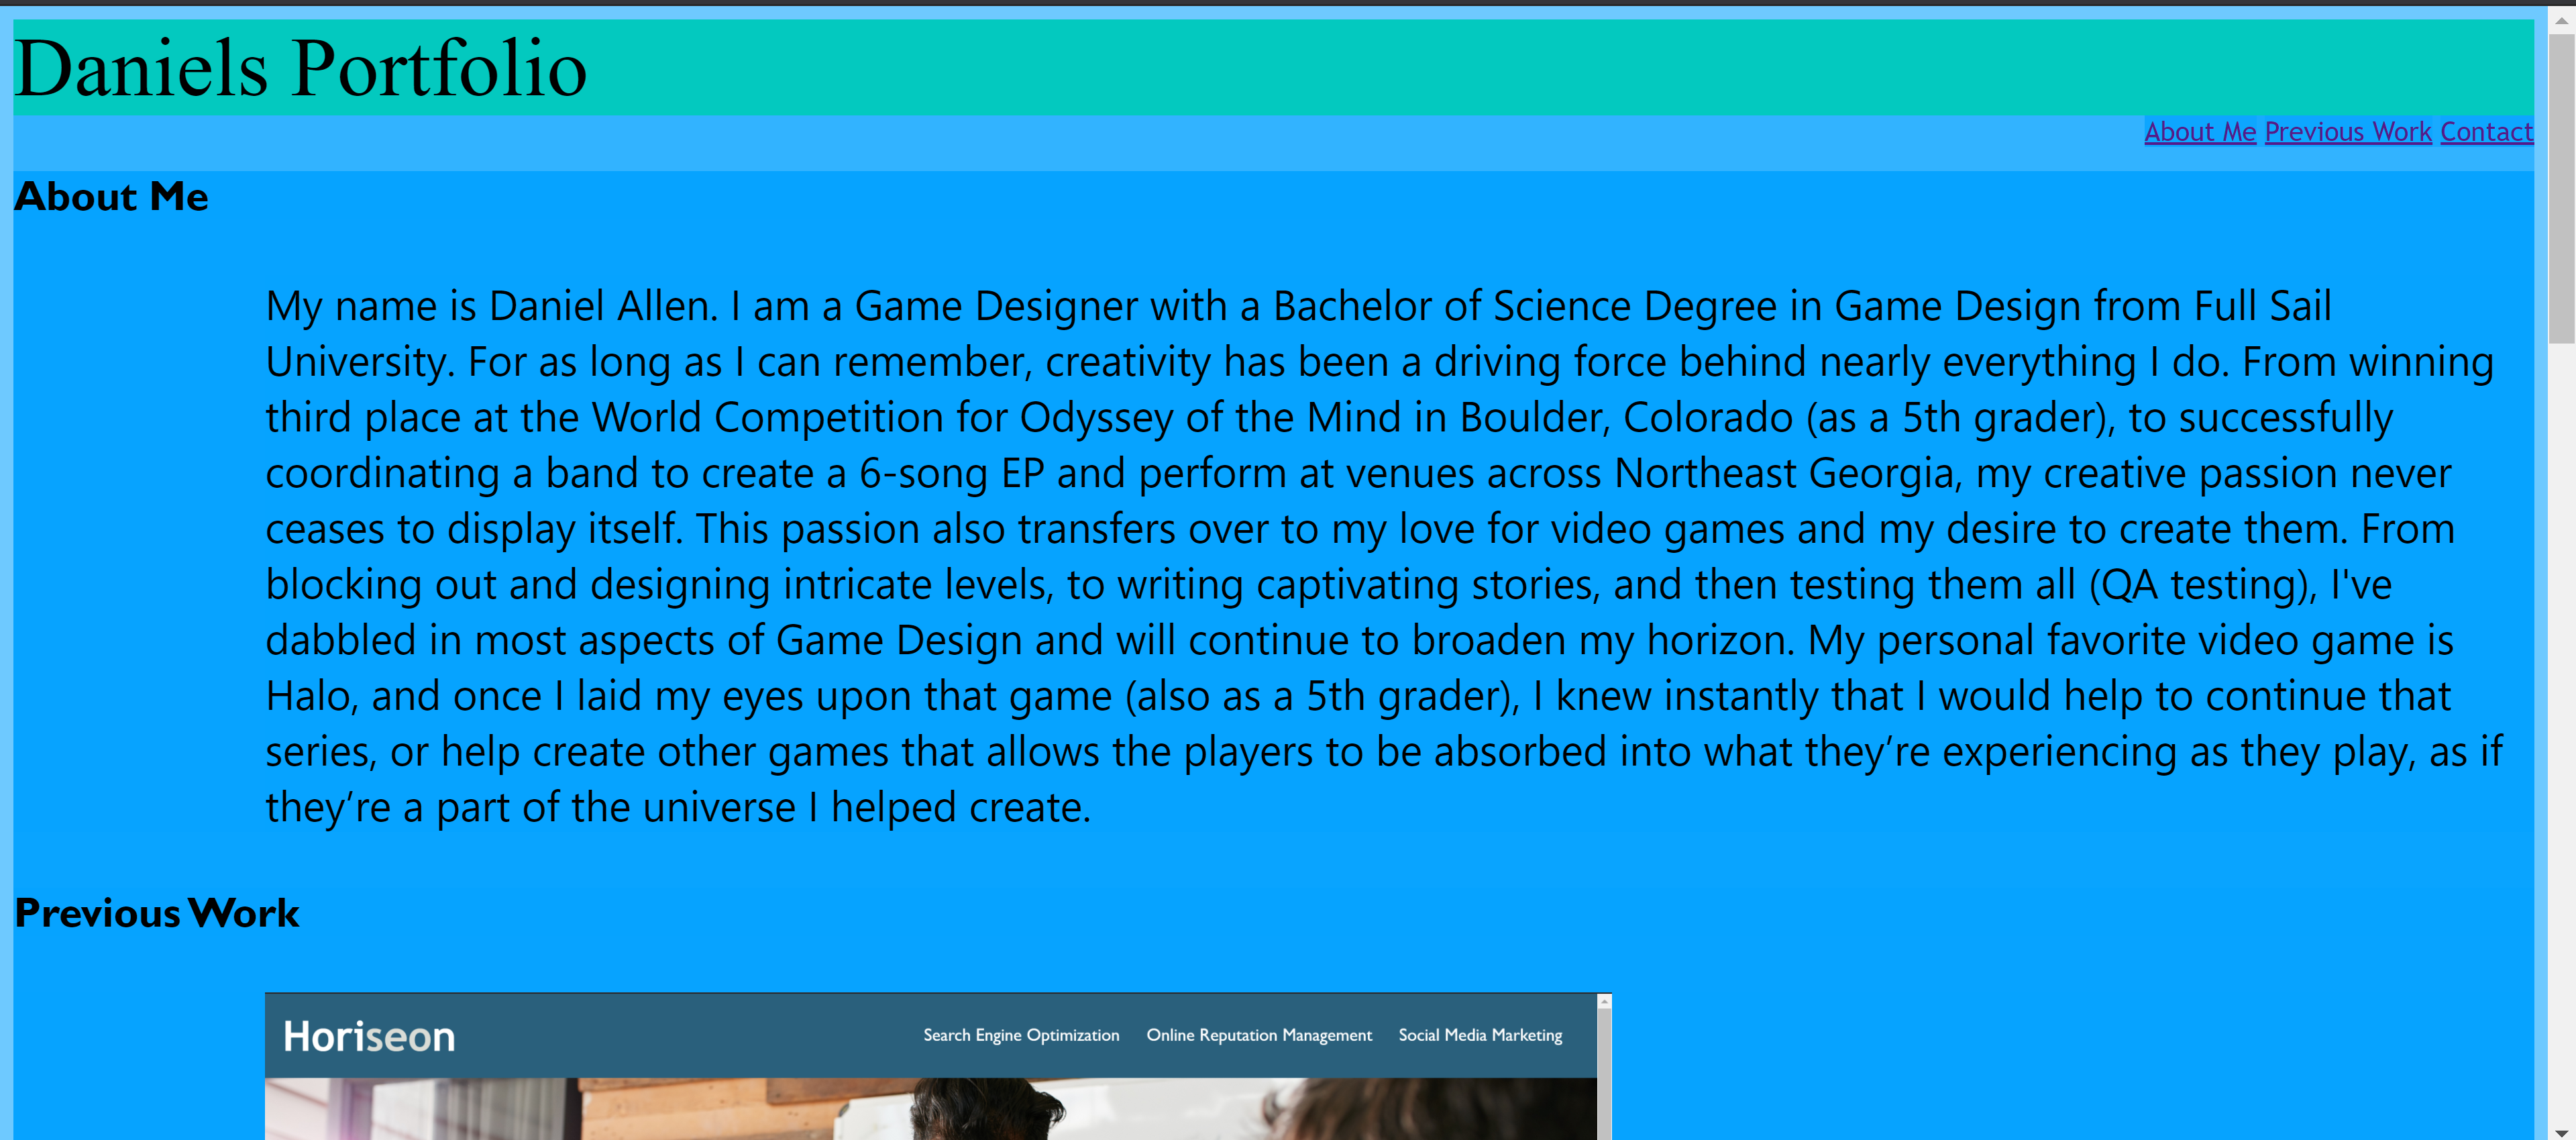 Daniels Portfolio
About Me Previous Work Contact
About Me
My name is Daniel Allen. I am a Game Designer with a Bachelor of Science Degree in Game Design from Full Sail
University. For as long as I can remember, creativity has been a driving force behind nearly everything I do. From winning
third place at the World Competition for Odyssey of the Mind in Boulder, Colorado (as a 5th grader), to successfully
coordinating a band to create a 6-song EP and perform at venues across Northeast Georgia, my creative passion never
ceases to display itself. This passion also transfers over to my love for video games and my desire to create them. From
blocking out and designing intricate levels, to writing captivating stories, and then testing them all (QA testing), I've
dabbled in most aspects of Game Design and will continue to broaden my horizon. My personal favorite video game is
Halo, and once I laid my eyes upon that game (also as a 5th grader), I knew instantly that I would help to continue that
series, or help create other games that allows the players to be absorbed into what they’re experiencing as they play, as if
they’re a part of the universe I helped create.
Previous Work
Horiseon
Search Engine Optimization Online Reputation Management Social Media Marketing